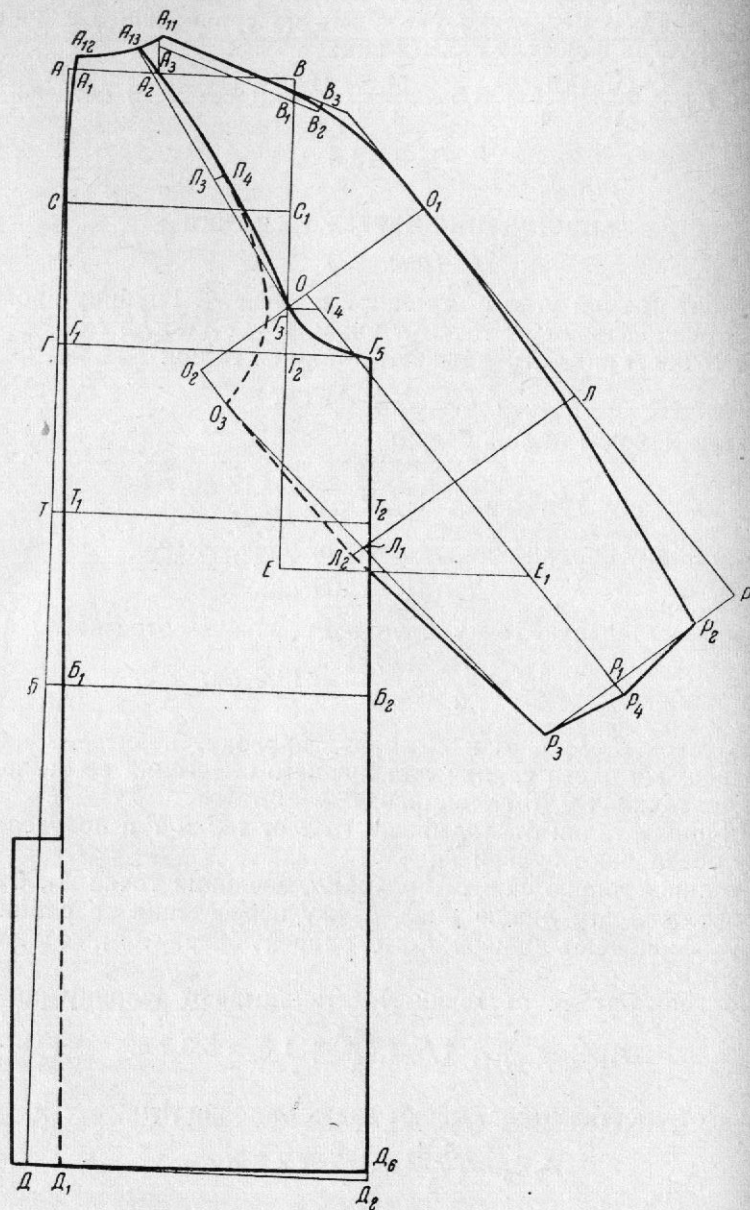 А₁₂ А₁₃ А₁₁
А А₁ А₂ А₃ В
В₁ В₂ В₃
П₃ П₄
С С₁ О₁
О
Г Г₁ Г₃ Г₄
Г₂ Г₅
О₂
О₃ Л
Т Т₁ Т₂
Л₂ Л₁
Е Е₁
Р
Р₂
Б Б₁ Б₂ Р₁
Р₄
Р₃
Д Д₁ Д₆
Д₂